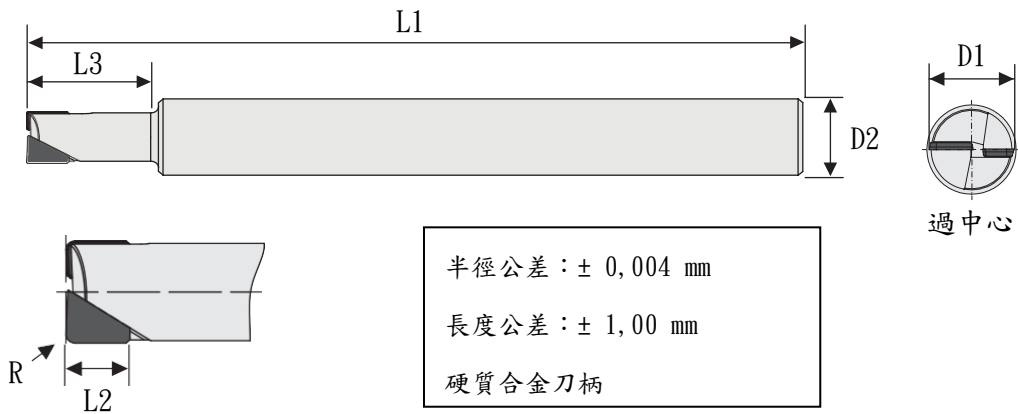 L1
L3
D1
D2
過中心
半徑公差：± 0,004 mm
長度公差：± 1,00 mm
硬質合金刀柄
R
L2